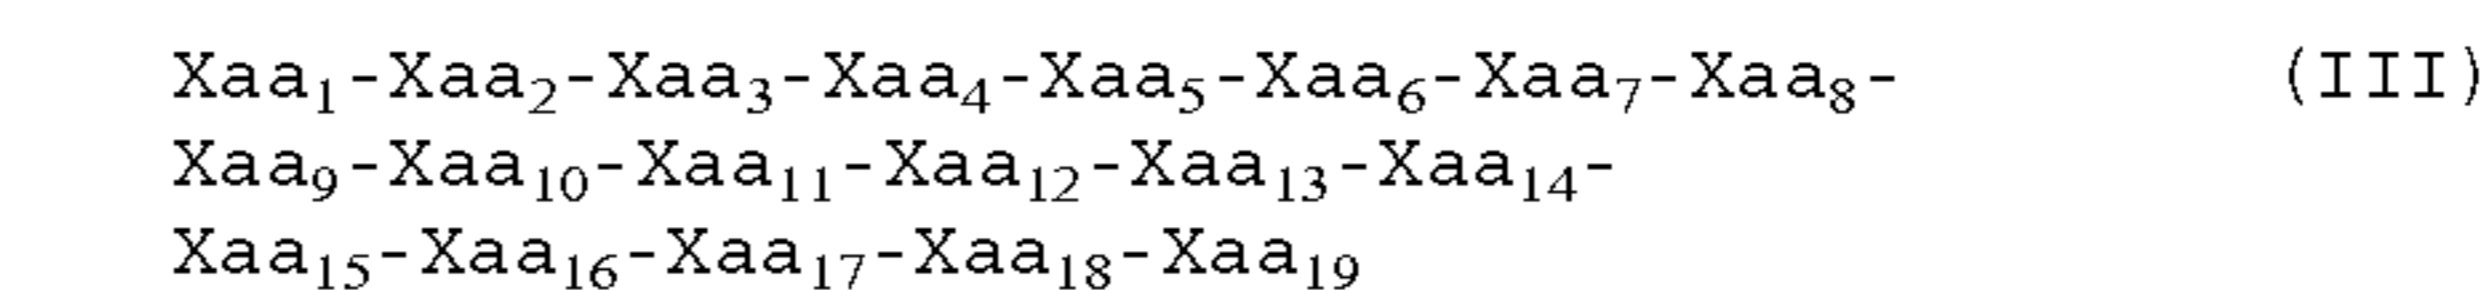 Xaa₁-Xaa₂-Xaa₃-Xaa₄-Xaa₅-Xaa₆-Xaa₇-Xaa₈- (III)
Xaa₉-Xaa₁₀-Xaa₁₁-Xaa₁₂-Xaa₁₃-Xaa₁₄-
Xaa₁₅-Xaa₁₆-Xaa₁₇-Xaa₁₈-Xaa₁₉